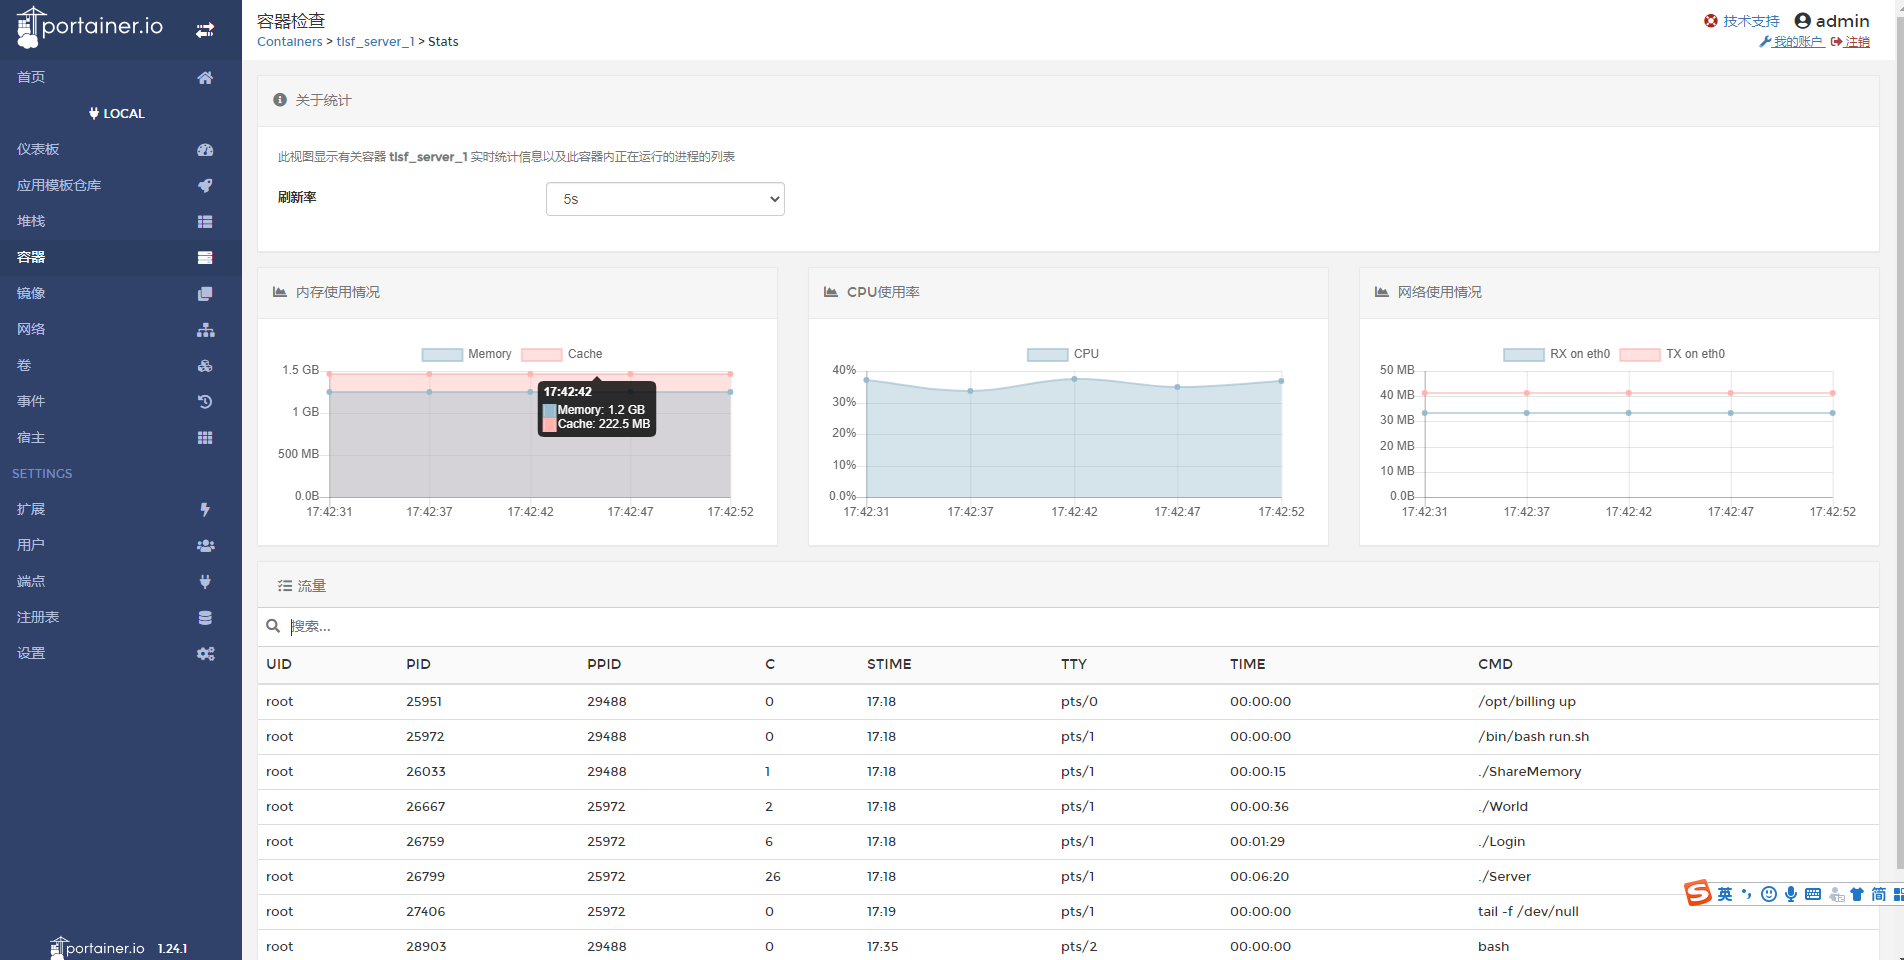 portainer.io
首页
LOCAL
仪表板
应用模板仓库
堆栈
容器
镜像
网络
卷
事件
宿主
SETTINGS
扩展
用户
端点
注册表
设置
portainer.io 1.24.1
容器检查
Containers > tlsf_server_1 > Stats
技术支持 admin
我的账户 注销
关于统计
此视图显示有关容器 tlsf_server_1 实时统计信息以及此容器内正在运行的进程的列表
刷新率 5s
内存使用情况
Memory Cache
1.5 GB
1 GB
500 MB
0.0B
17:42:31 17:42:37 17:42:42 17:42:47 17:42:52
17:42:42
Memory: 1.2 GB
Cache: 222.5 MB
CPU使用率
CPU
40%
30%
20%
10%
0.0%
17:42:31 17:42:37 17:42:42 17:42:47 17:42:52
网络使用情况
RX on eth0 TX on eth0
50 MB
40 MB
30 MB
20 MB
10 MB
0.0B
17:42:31 17:42:37 17:42:42 17:42:47 17:42:52
流量
搜索...
UID PID PPID C STIME TTY TIME CMD
root 25951 29488 0 17:18 pts/0 00:00:00 /opt/billing up
root 25972 29488 0 17:18 pts/1 00:00:00 /bin/bash run.sh
root 26033 29488 1 17:18 pts/1 00:00:15 ./ShareMemory
root 26667 25972 2 17:18 pts/1 00:00:36 ./World
root 26759 25972 6 17:18 pts/1 00:01:29 ./Login
root 26799 25972 26 17:18 pts/1 00:06:20 ./Server
root 27406 25972 0 17:19 pts/1 00:00:00 tail -f /dev/null
root 28903 29488 0 17:35 pts/2 00:00:00 bash
S 英 简